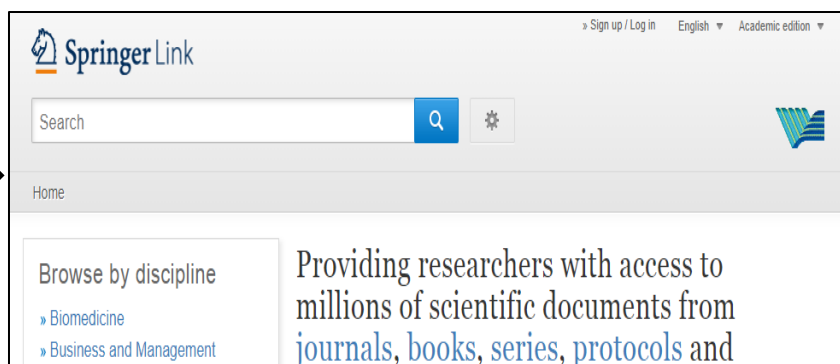 » Sign up / Log in English ▼ Academic edition ▼
Springer Link
Search
Home
Browse by discipline
» Biomedicine
» Business and Management
Providing researchers with access to
millions of scientific documents from
journals, books, series, protocols and